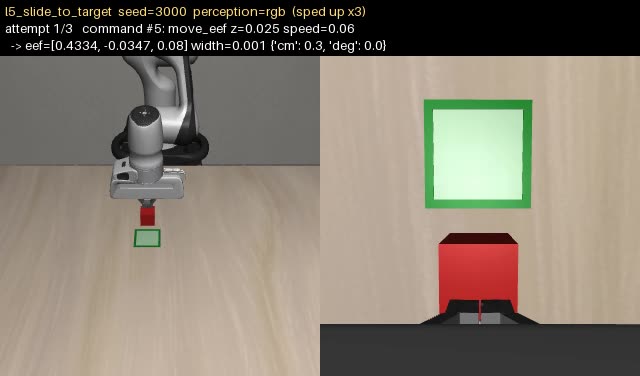 l5_slide_to_target seed=3000 perception=rgb (sped up x3)
attempt 1/3 command #5: move_eef z=0.025 speed=0.06
-> eef=[0.4334, -0.0347, 0.08] width=0.001 {'cm': 0.3, 'deg': 0.0}